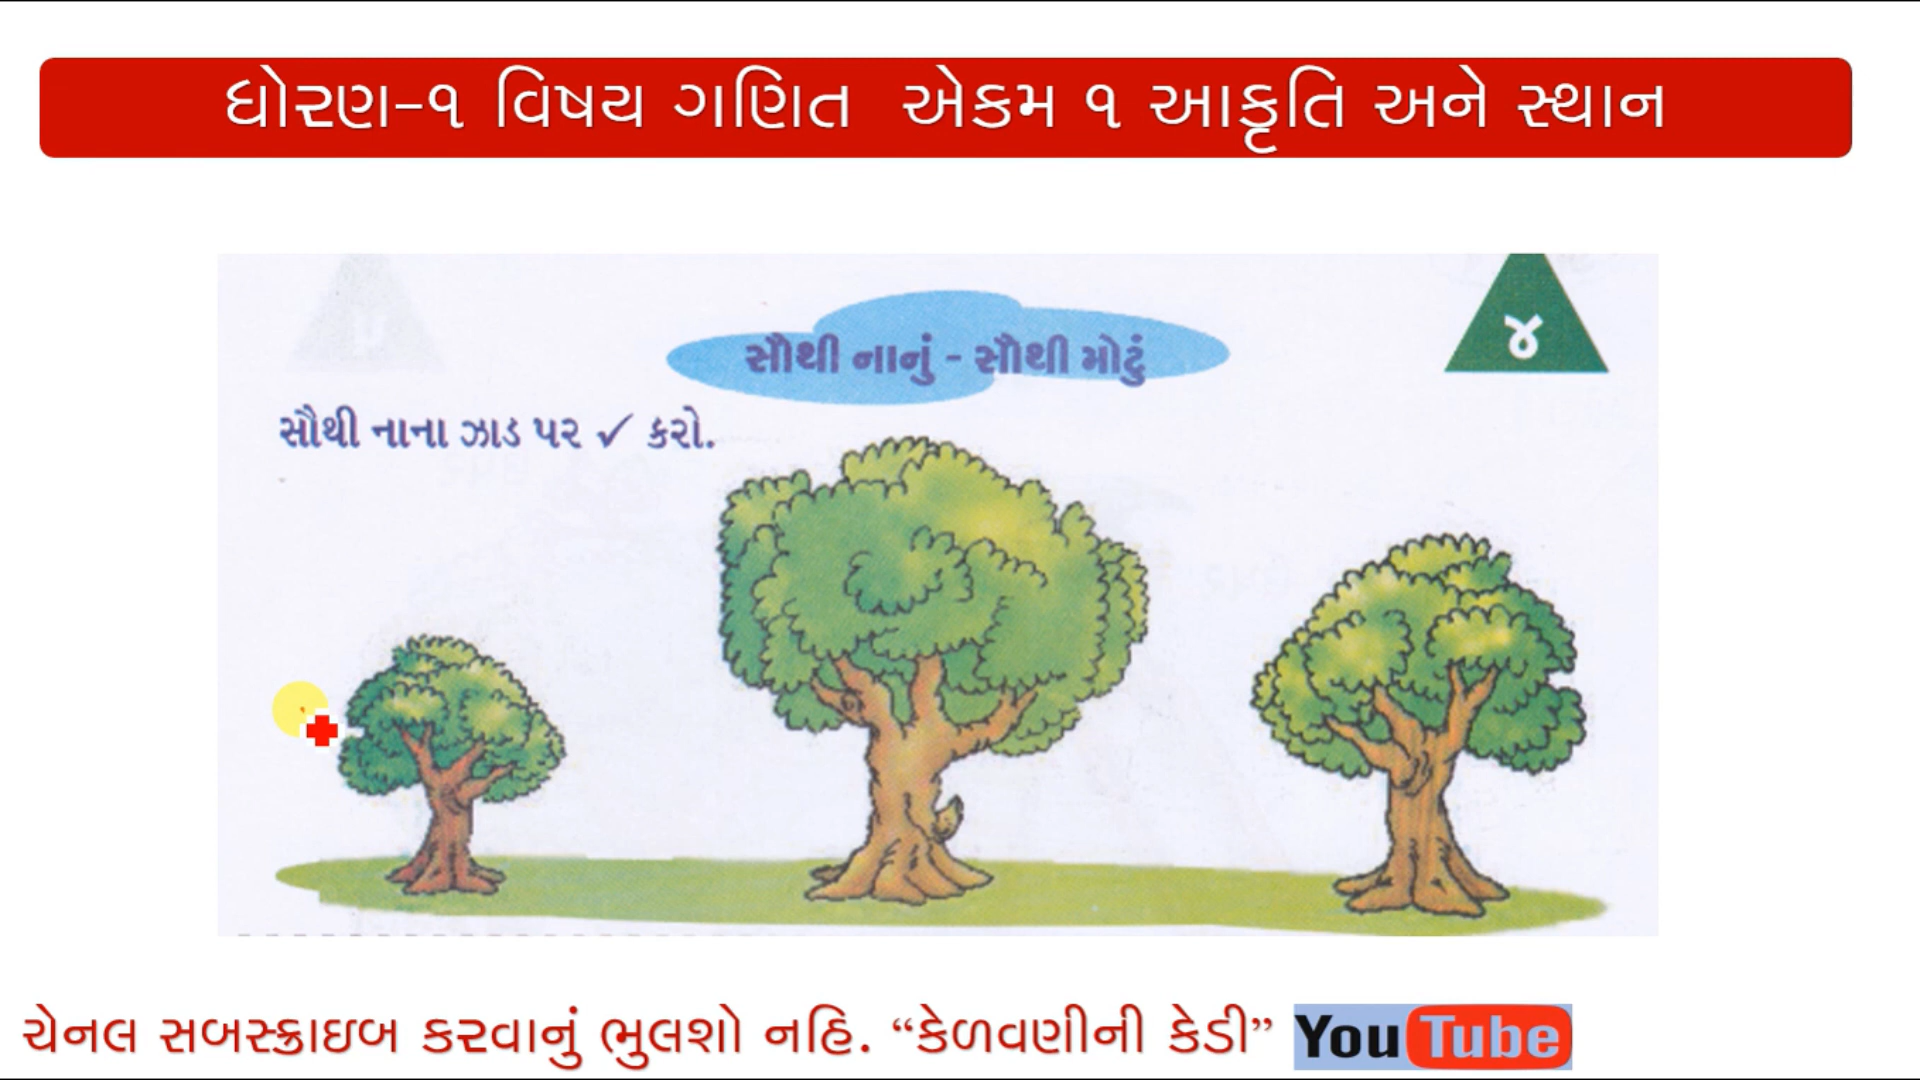 ધોરણ-૧ વિષય ગણિત એકમ ૧ આકૃતિ અને સ્થાન
૪
સૌથી નાનું - સૌથી મોટું
સૌથી નાના ઝાડ પર ✓ કરો.
ચેનલ સબસ્ક્રાઇબ કરવાનું ભુલશો નહિ. “કેળવણીની કેડી” YouTube